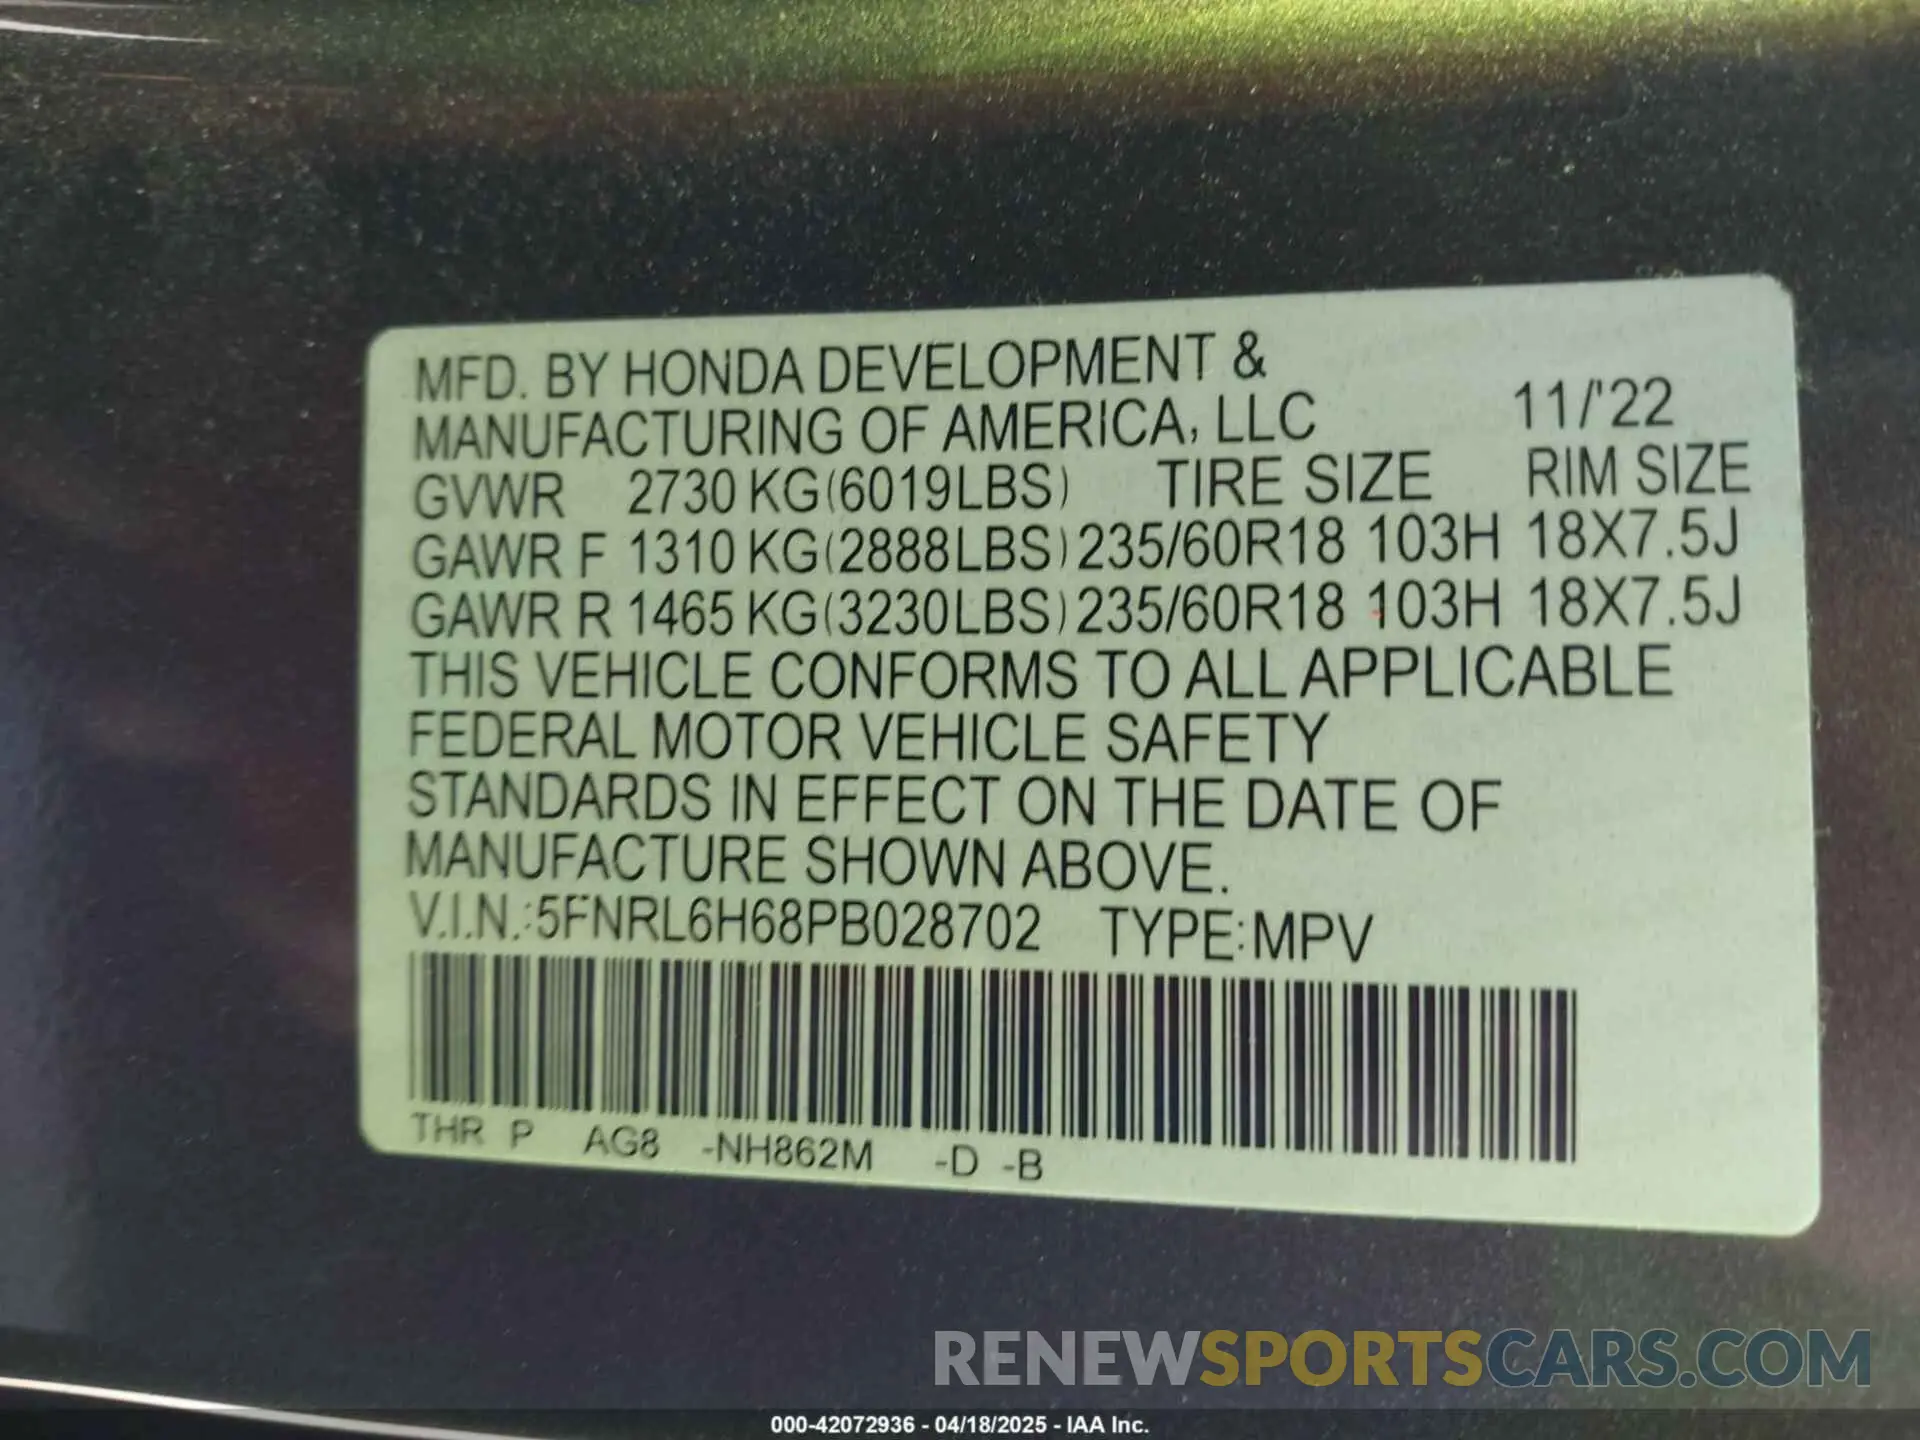 MFD. BY HONDA DEVELOPMENT &
MANUFACTURING OF AMERICA, LLC 11/'22
GVWR 2730 KG(6019LBS) TIRE SIZE RIM SIZE
GAWR F 1310 KG(2888LBS) 235/60R18 103H 18X7.5J
GAWR R 1465 KG(3230LBS) 235/60R18 103H 18X7.5J
THIS VEHICLE CONFORMS TO ALL APPLICABLE
FEDERAL MOTOR VEHICLE SAFETY
STANDARDS IN EFFECT ON THE DATE OF
MANUFACTURE SHOWN ABOVE.
V.I.N.:5FNRL6H68PB028702 TYPE:MPV
THR P AG8 -NH862M -D -B
RENEWSPORTSCARS.COM
000-42072936 - 04/18/2025 - IAA Inc.